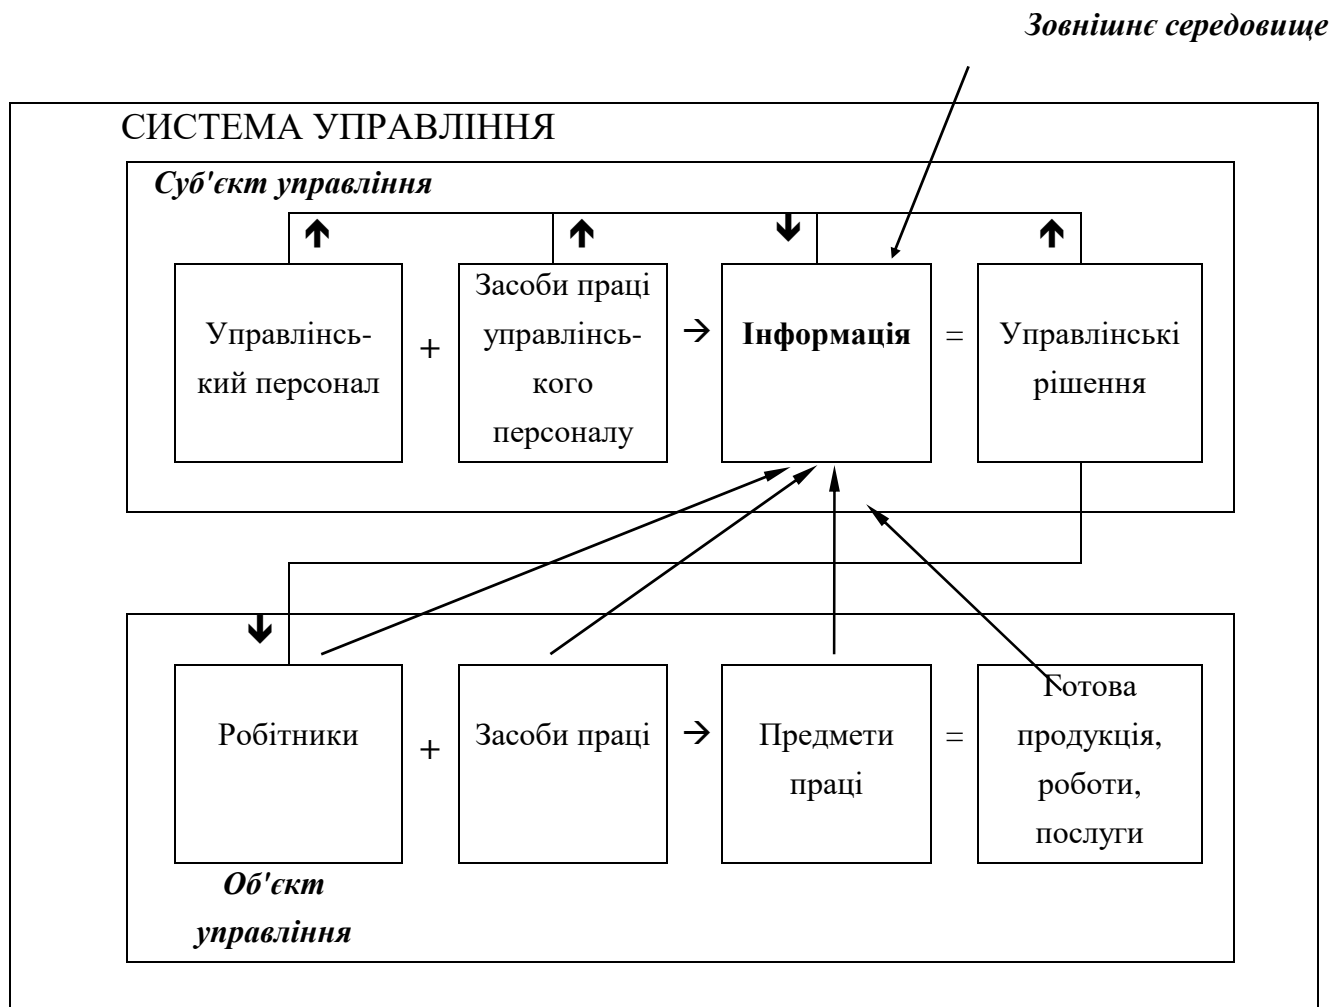 Зовнішнє середовище
СИСТЕМА УПРАВЛІННЯ
Суб'єкт управління
Управлінсь-
кий персонал
+
Засоби праці
управлінсь-
кого
персоналу
→
Інформація
=
Управлінські
рішення
Робітники
+
Засоби праці
→
Предмети
праці
=
Готова
продукція,
роботи,
послуги
Об'єкт
управління